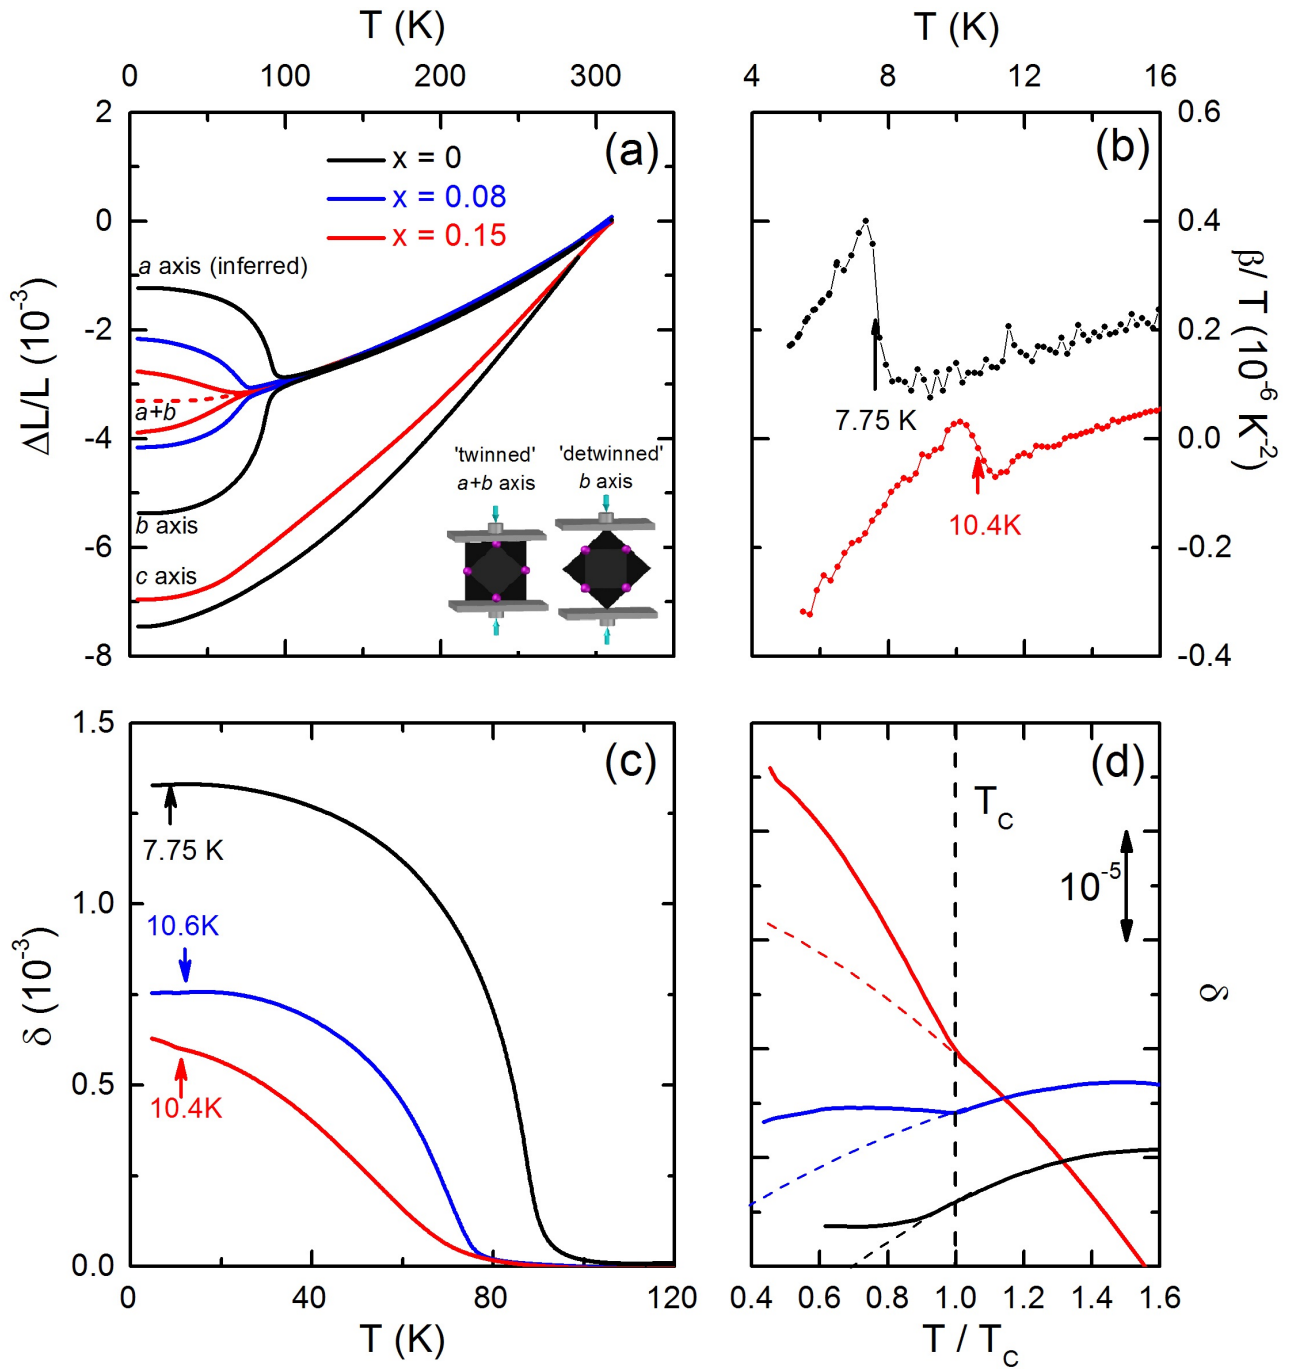 T (K)
T (K)
0 100 200 300
4 8 12 16
2
0
-2
-4
-6
-8
ΔL/L (10⁻³)
(a)
x = 0
x = 0.08
x = 0.15
a axis (inferred)
a+b
b axis
c axis
'twinned'
a+b axis
'detwinned'
b axis
(b)
7.75 K
10.4K
0.6
0.4
0.2
0.0
-0.2
-0.4
β/ T (10⁻⁶ K⁻²)
1.5
1.0
0.5
0.0
δ (10⁻³)
(c)
7.75 K
10.6K
10.4K
0 40 80 120
T (K)
(d)
T_C
10⁻⁵
δ
0.4 0.6 0.8 1.0 1.2 1.4 1.6
T / T_C